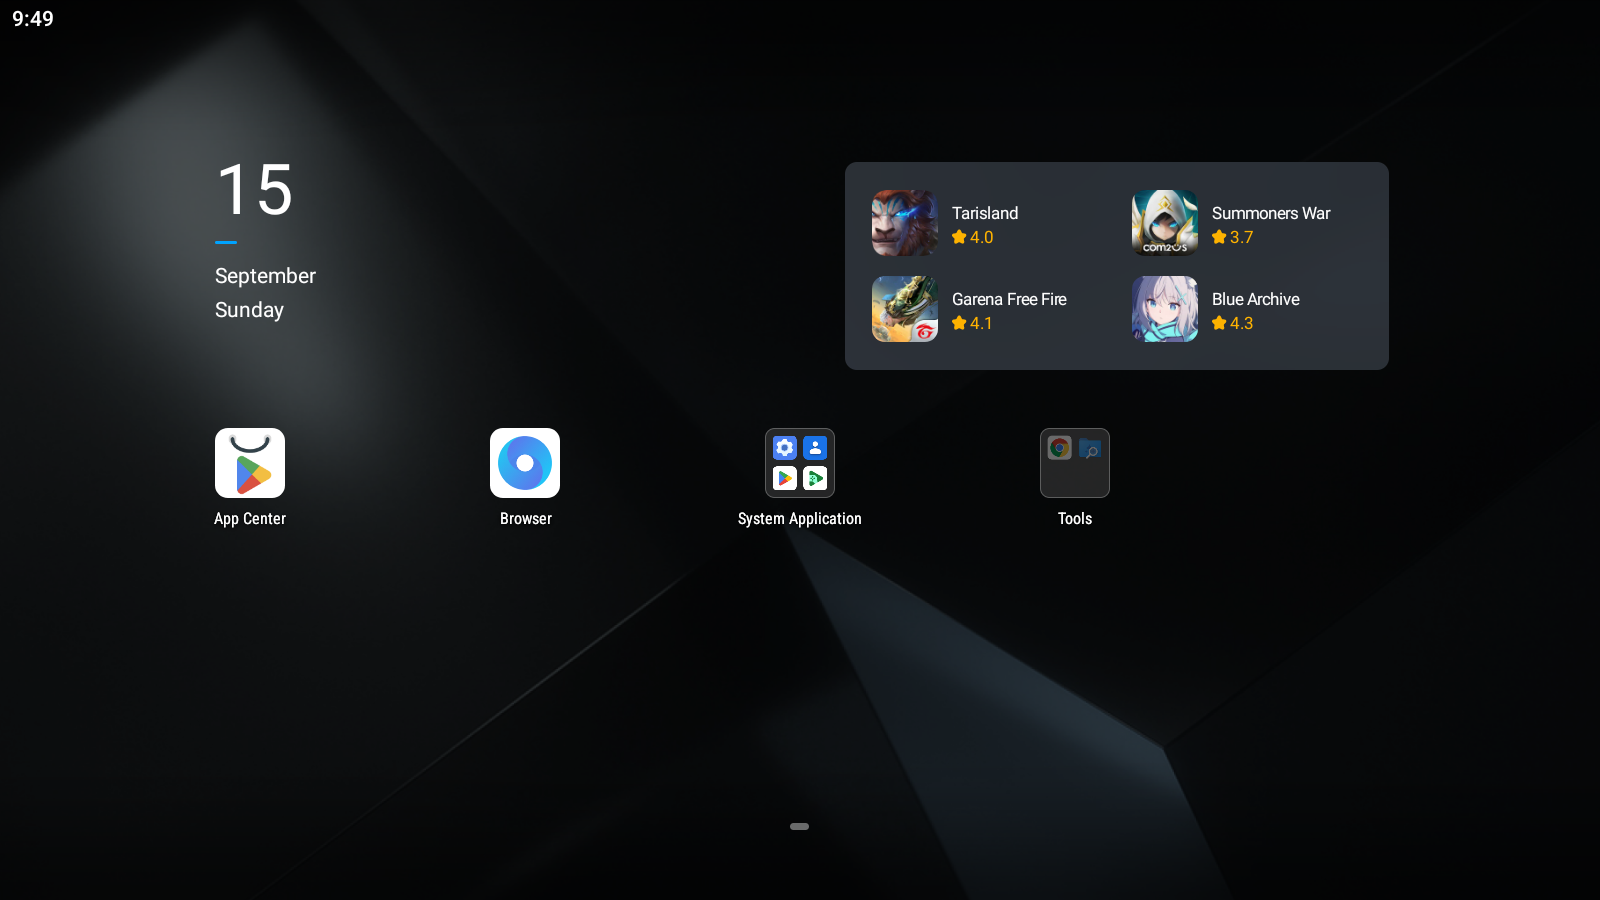 9:49
15
September
Sunday
Tarisland
4.0
Summoners War
3.7
com2us
Garena Free Fire
4.1
Blue Archive
4.3
App Center
Browser
System Application
Tools